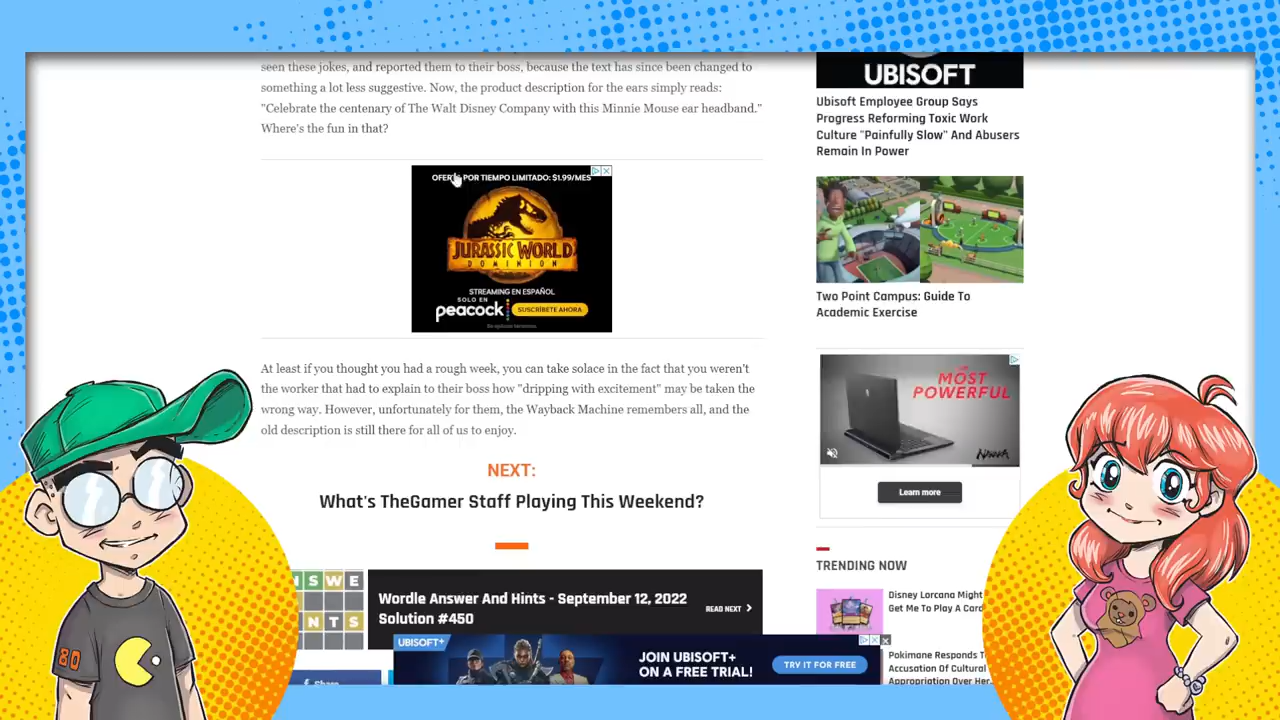 seen these jokes, and reported them to their boss, because the text has since been changed to
something a lot less suggestive. Now, the product description for the ears simply reads:
"Celebrate the centenary of The Walt Disney Company with this Minnie Mouse ear headband."
Where's the fun in that?
POR TIEMPO LIMITADO: $1.99/MES
JURASSIC WORLD
DOMINION
STREAMING EN ESPAÑOL
SOLO EN
peacock
SUSCRÍBETE AHORA
At least if you thought you had a rough week, you can take solace in the fact that you weren't
the worker that had to explain to their boss how "dripping with excitement" may be taken the
wrong way. However, unfortunately for them, the Wayback Machine remembers all, and the
old description is still there for all of us to enjoy.
NEXT:
What's TheGamer Staff Playing This Weekend?
SWE
NTS
Wordle Answer And Hints - September 12, 2022
Solution #450
READ NEXT
UBISOFT+
JOIN UBISOFT+
ON A FREE TRIAL!
TRY IT FOR FREE
UBISOFT
Ubisoft Employee Group Says
Progress Reforming Toxic Work
Culture "Painfully Slow" And Abusers
Remain In Power
Two Point Campus: Guide To
Academic Exercise
MOST
POWERFUL
Learn more
TRENDING NOW
Disney Lorcana Might
Get Me To Play A Card
Pokimane Responds T
Accusation Of Cultural
Appropriation Over Her
80